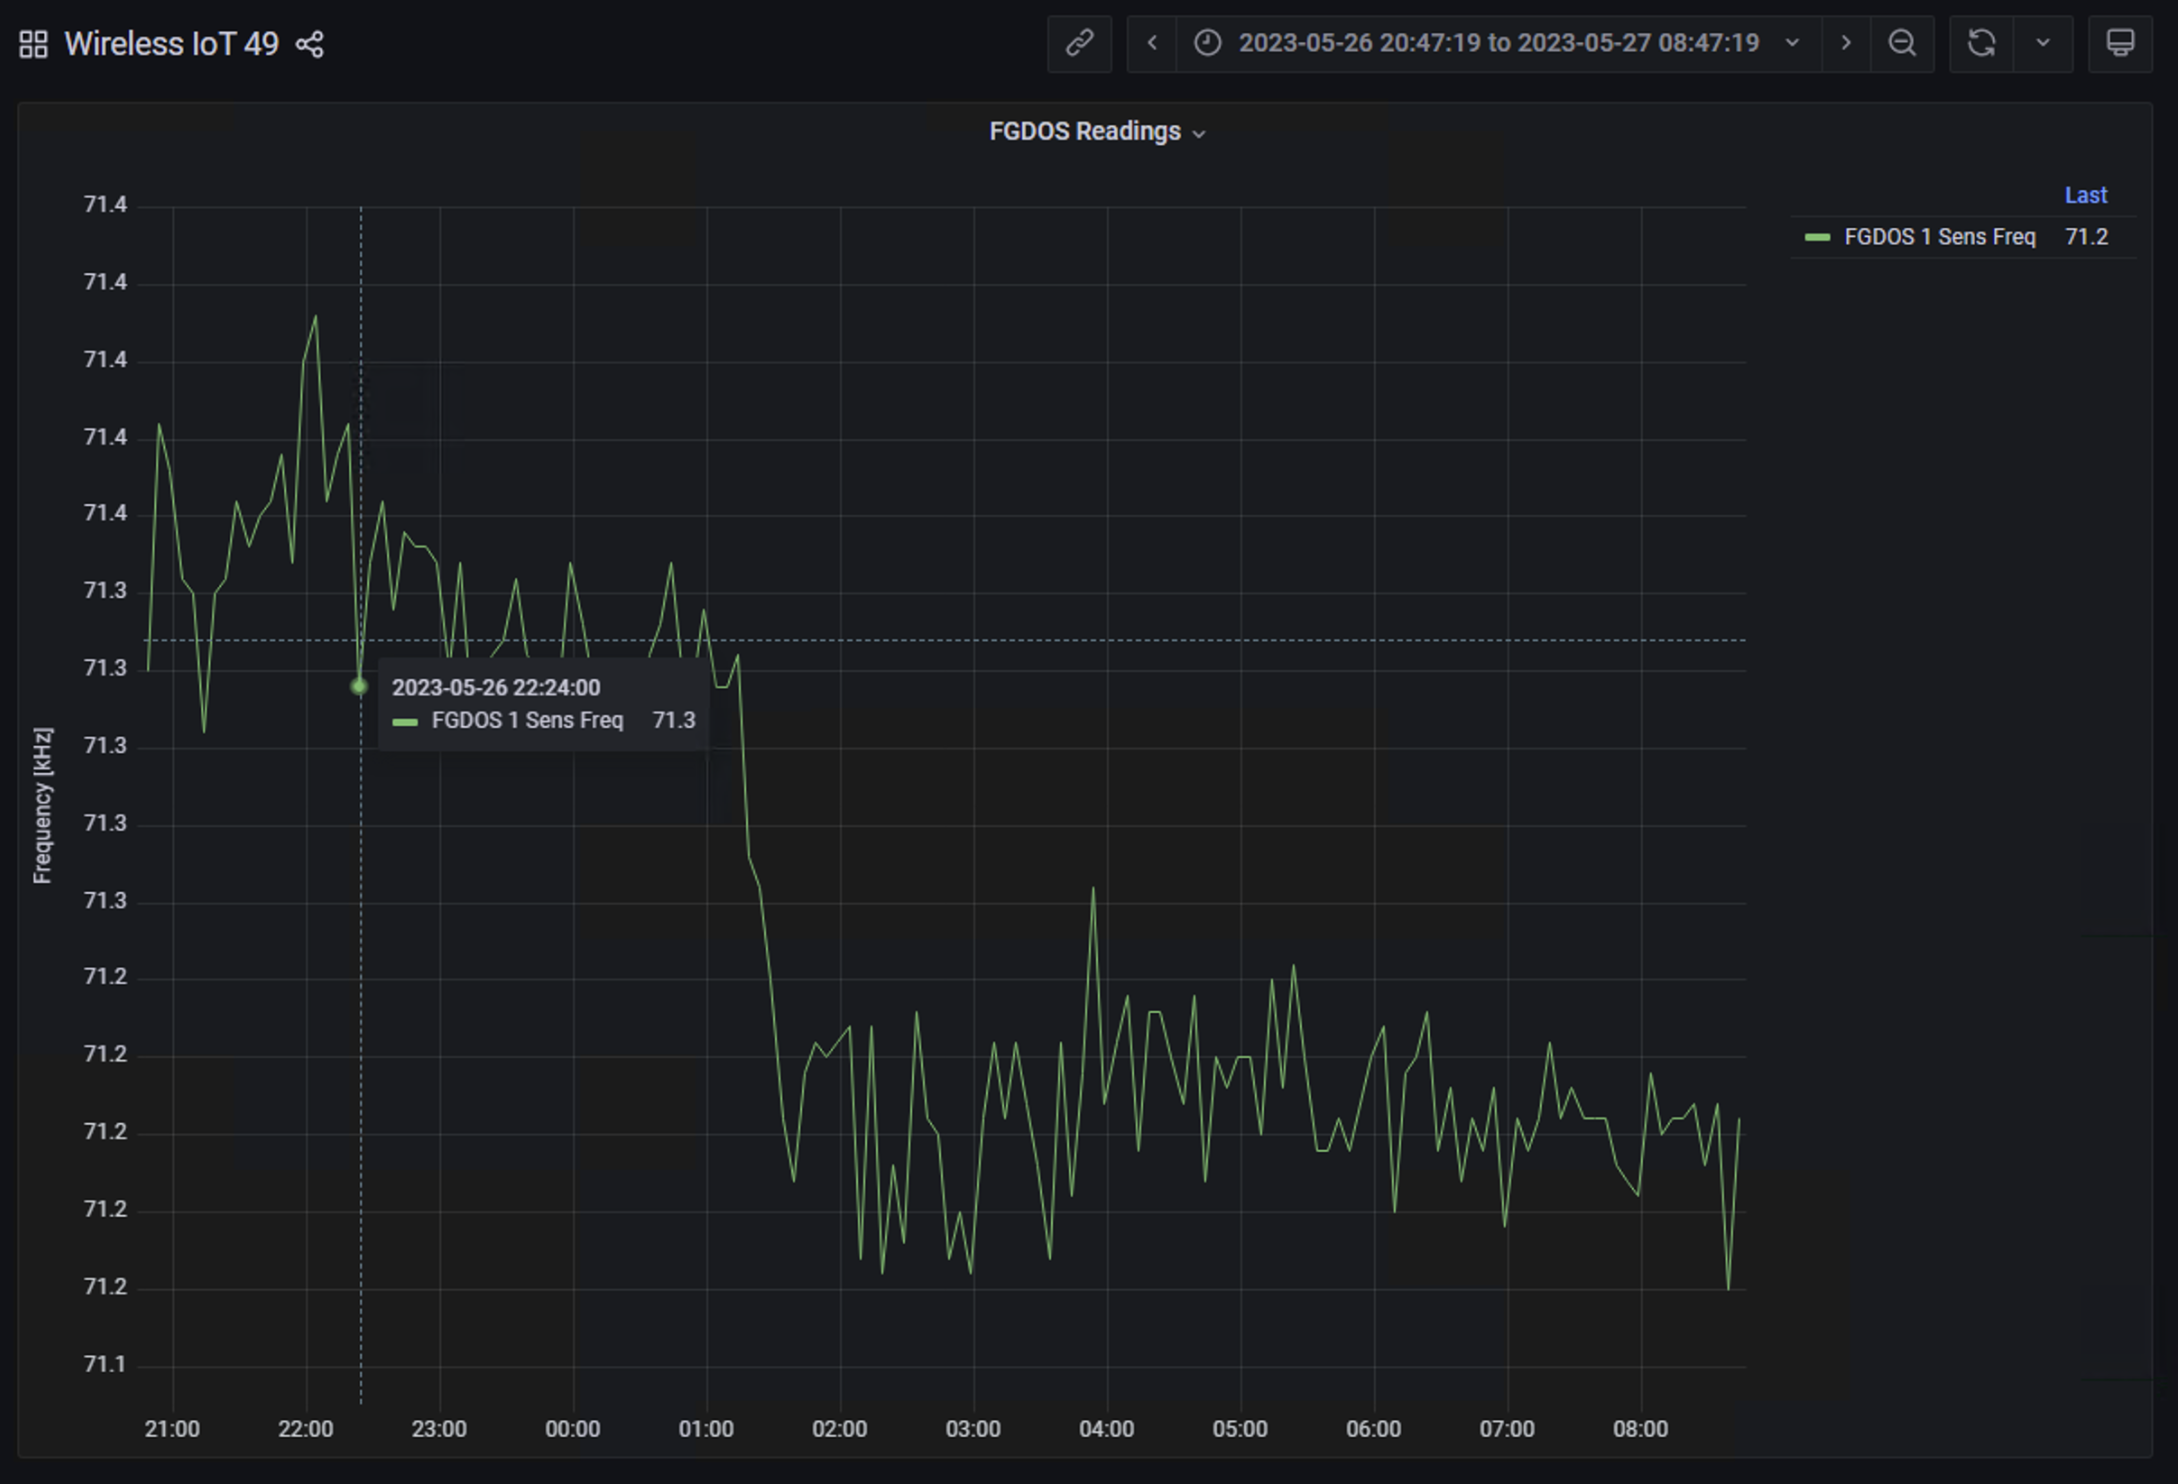 Wireless IoT 49
2023-05-26 20:47:19 to 2023-05-27 08:47:19
FGDOS Readings
Last
FGDOS 1 Sens Freq 71.2
71.4
71.4
71.4
71.4
71.4
71.3
71.3
71.3
71.3
71.3
71.2
71.2
71.2
71.2
71.2
71.1
Frequency [kHz]
2023-05-26 22:24:00
FGDOS 1 Sens Freq 71.3
21:00 22:00 23:00 00:00 01:00 02:00 03:00 04:00 05:00 06:00 07:00 08:00